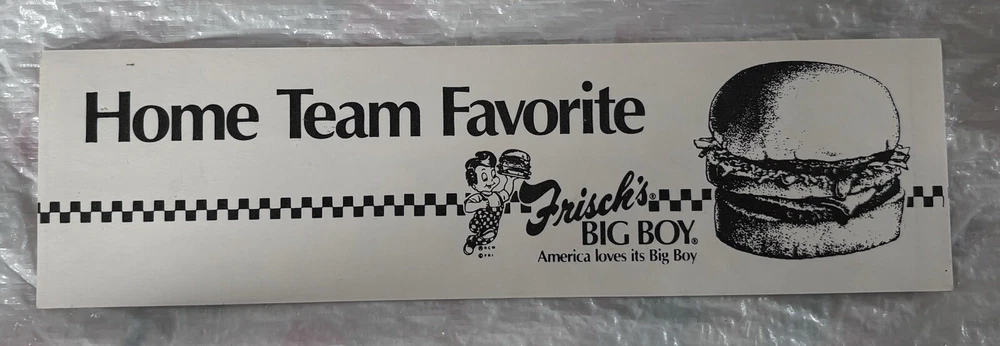 Home Team Favorite
Frisch's®
BIG BOY®
America loves its Big Boy